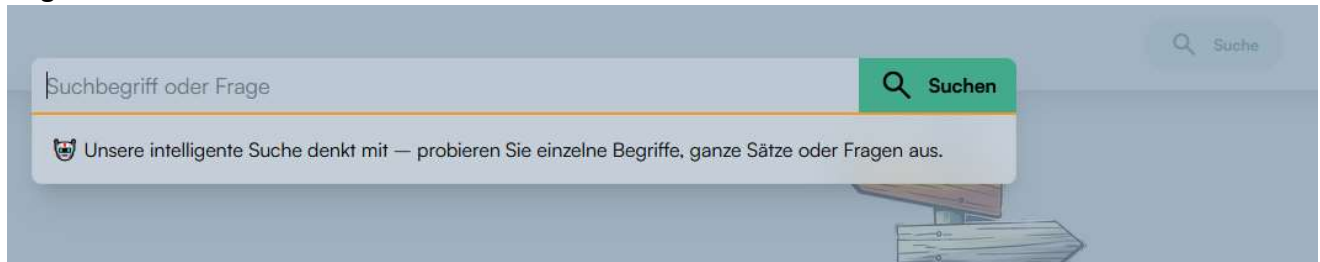 Suche
Suchbegriff oder Frage
Suchen
Unsere intelligente Suche denkt mit – probieren Sie einzelne Begriffe, ganze Sätze oder Fragen aus.